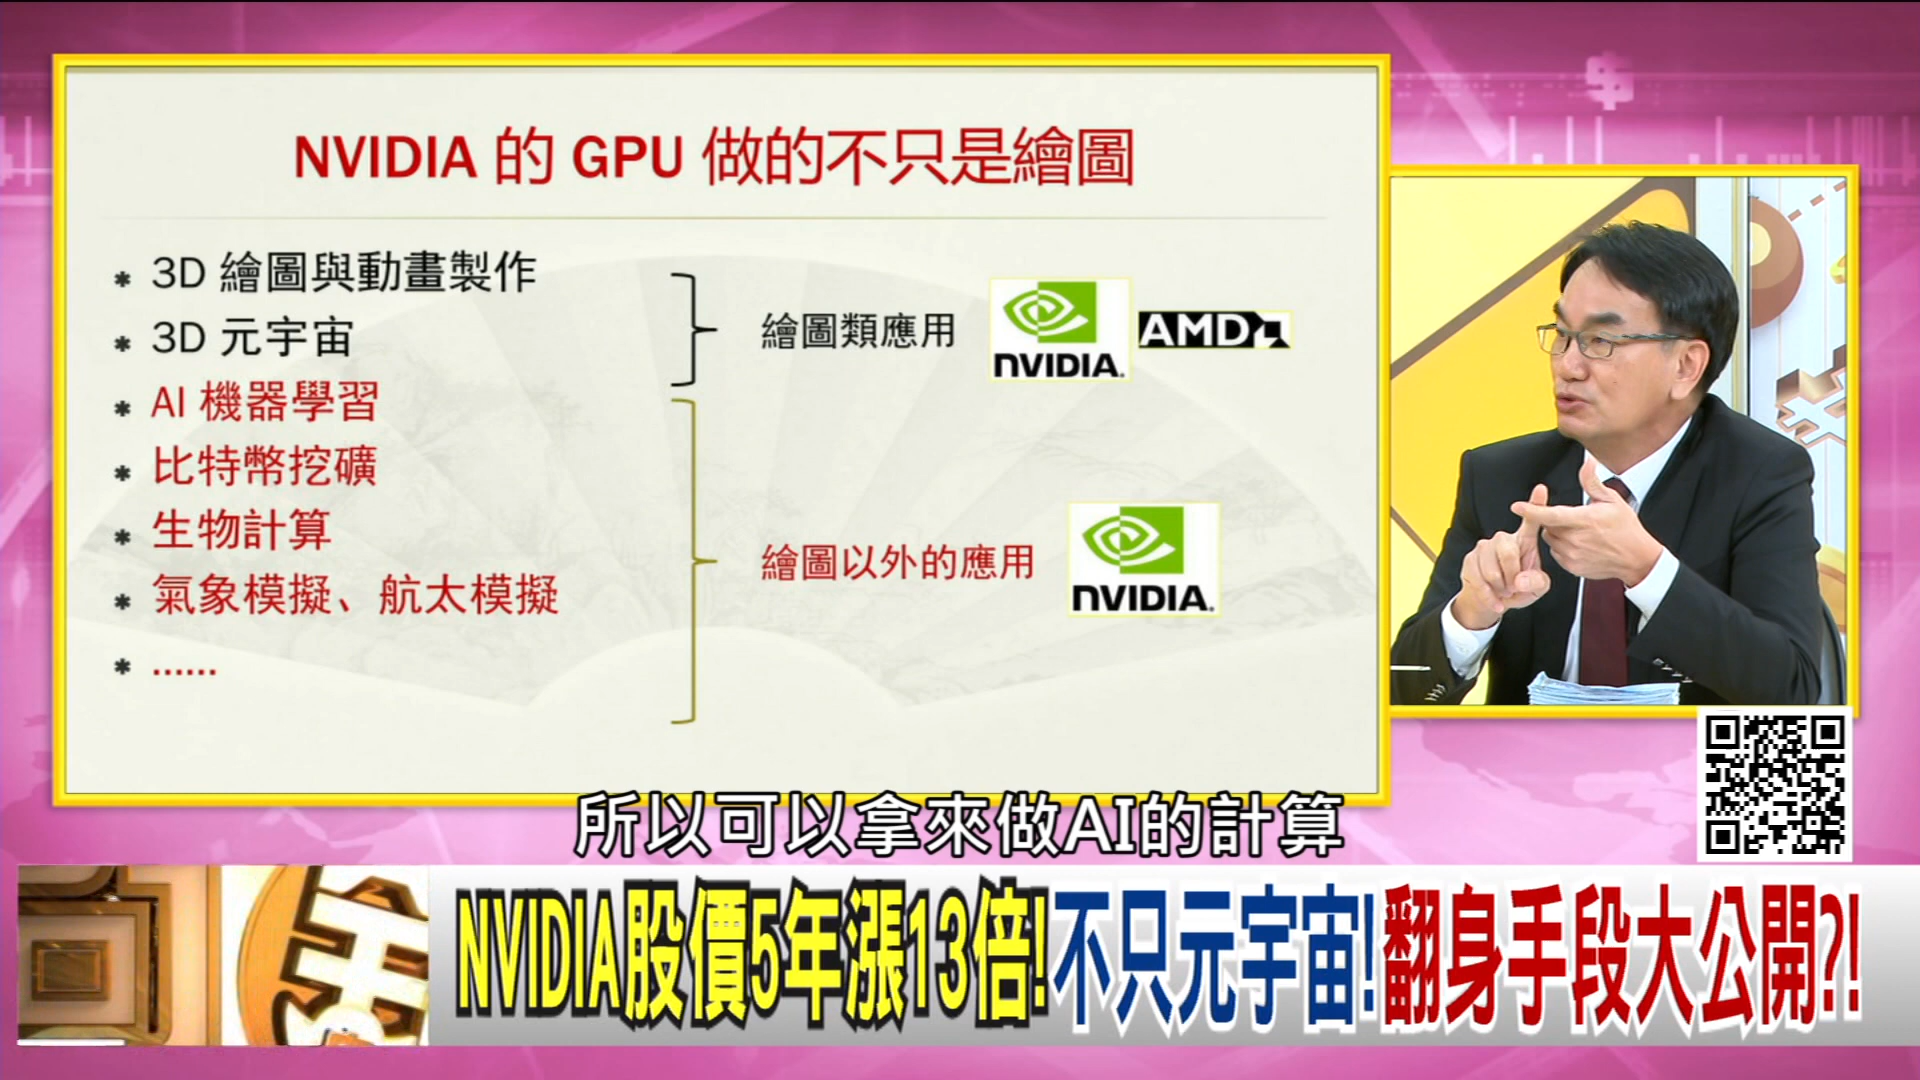 NVIDIA 的 GPU 做的不只是繪圖
* 3D 繪圖與動畫製作
* 3D 元宇宙
* AI 機器學習
* 比特幣挖礦
* 生物計算
* 氣象模擬、航太模擬
* ......
繪圖類應用
NVIDIA.
AMD
繪圖以外的應用
NVIDIA.
所以可以拿來做AI的計算
NVIDIA股價5年漲13倍!不只元宇宙!翻身手段大公開?!